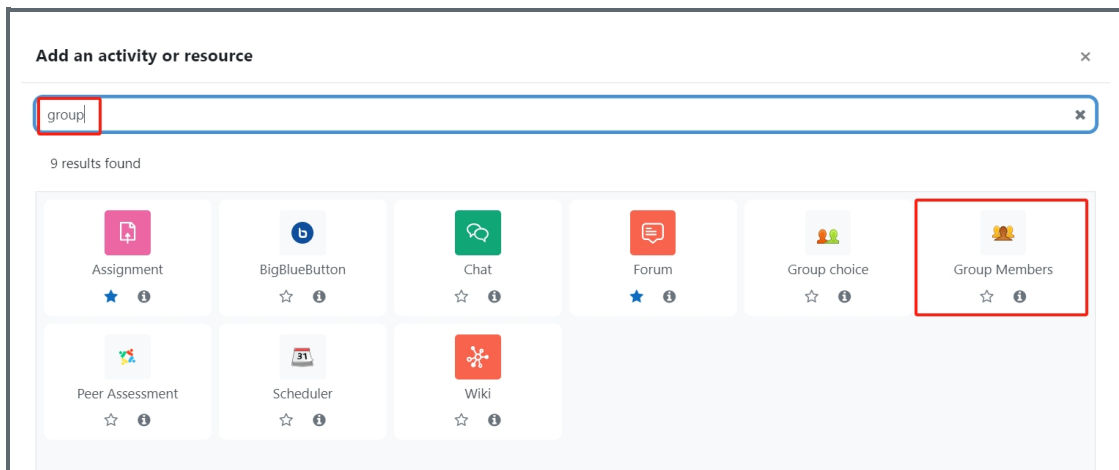 Add an activity or resource
group
9 results found
Assignment
BigBlueButton
Chat
Forum
Group choice
Group Members
31
Peer Assessment
Scheduler
Wiki